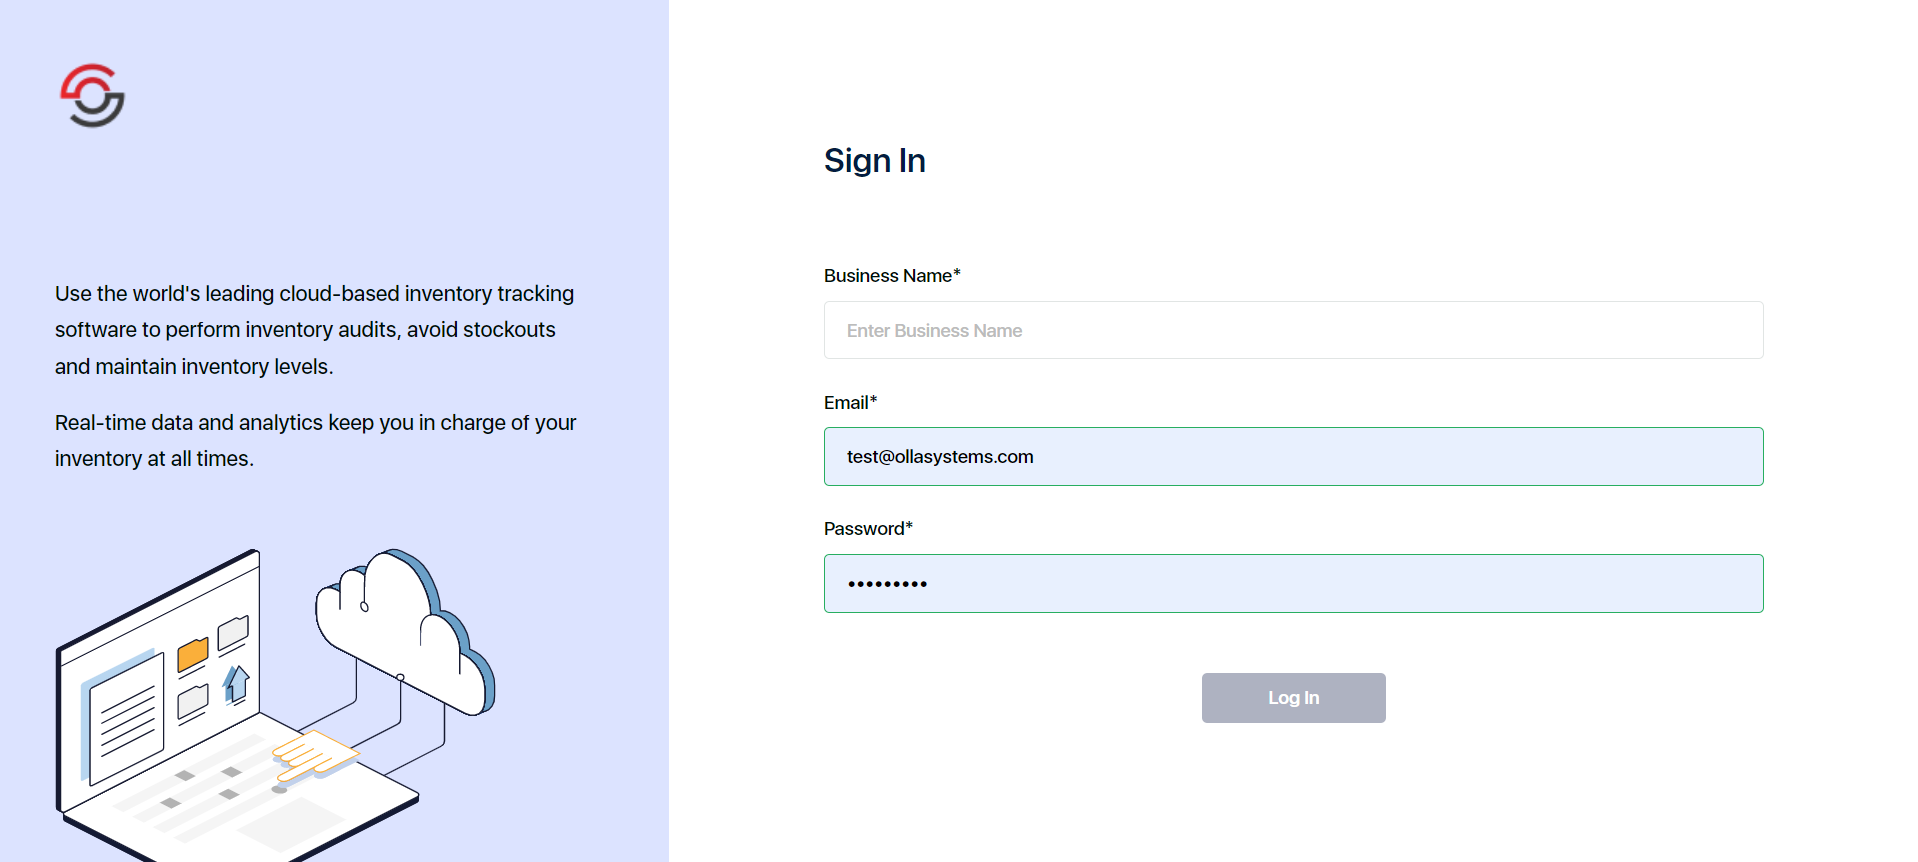 Use the world's leading cloud-based inventory tracking
software to perform inventory audits, avoid stockouts
and maintain inventory levels.
Real-time data and analytics keep you in charge of your
inventory at all times.
Sign In
Business Name*
Enter Business Name
Email*
test@ollasystems.com
Password*
•••••••••
Log In